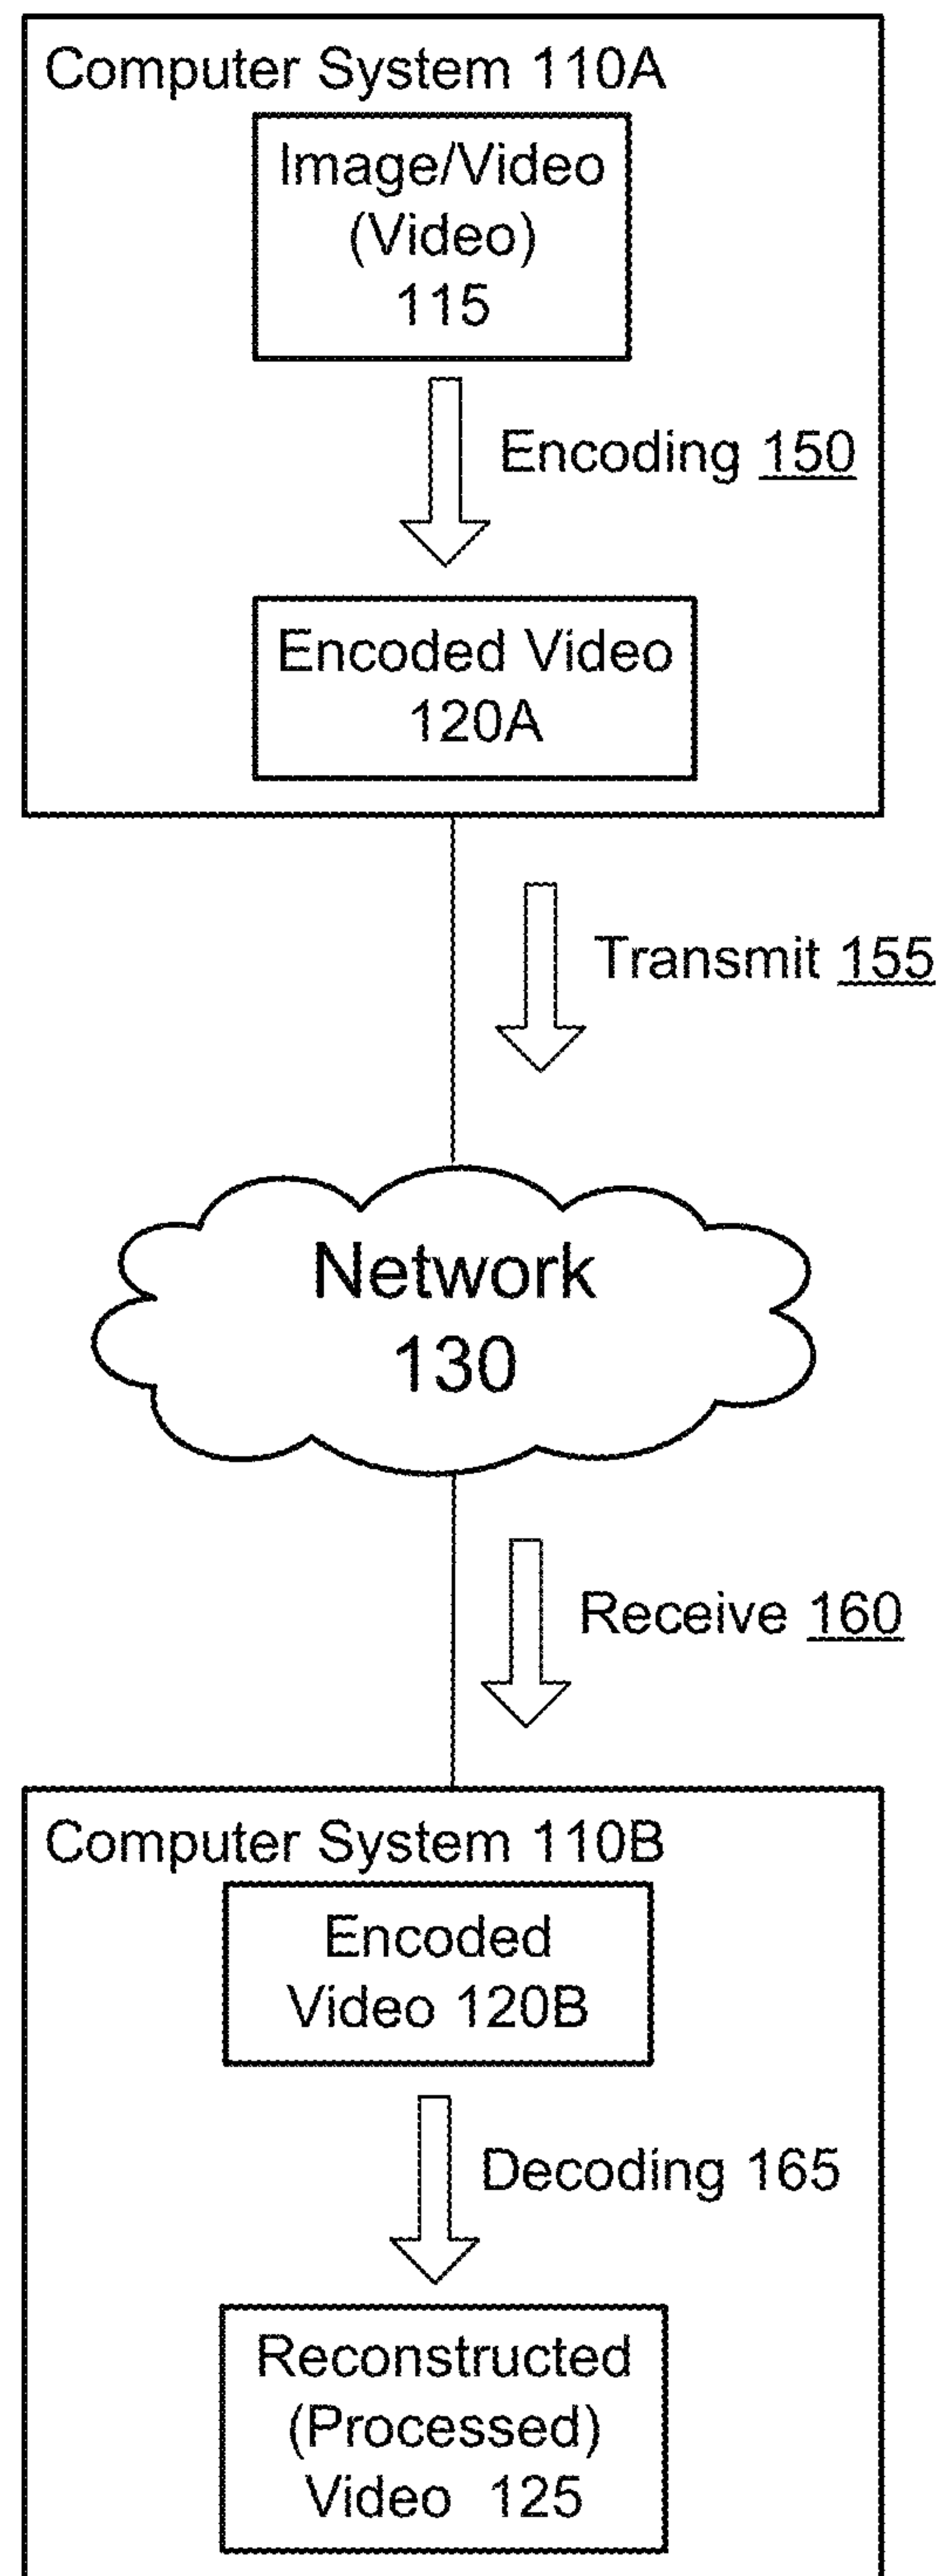 Computer System 110A
Image/Video
(Video)
115
Encoding 150
Encoded Video
120A
Transmit 155
Network
130
Receive 160
Computer System 110B
Encoded
Video 120B
Decoding 165
Reconstructed
(Processed)
Video 125